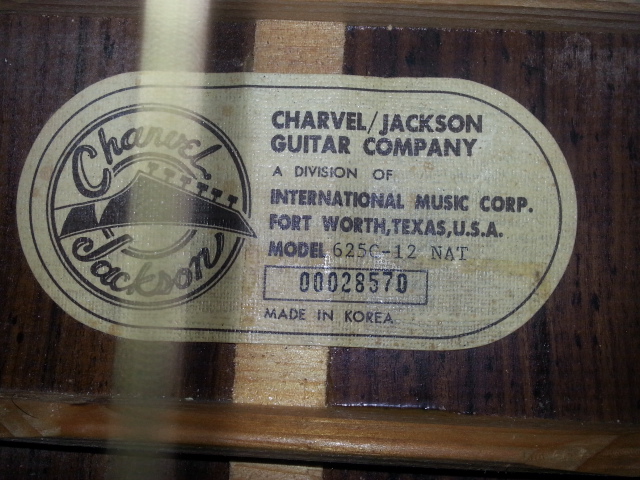 Charvel
Jackson
CHARVEL/JACKSON
GUITAR COMPANY
A DIVISION OF
INTERNATIONAL MUSIC CORP.
FORT WORTH,TEXAS,U.S.A.
MODEL 625C-12 NAT
00028570
MADE IN KOREA